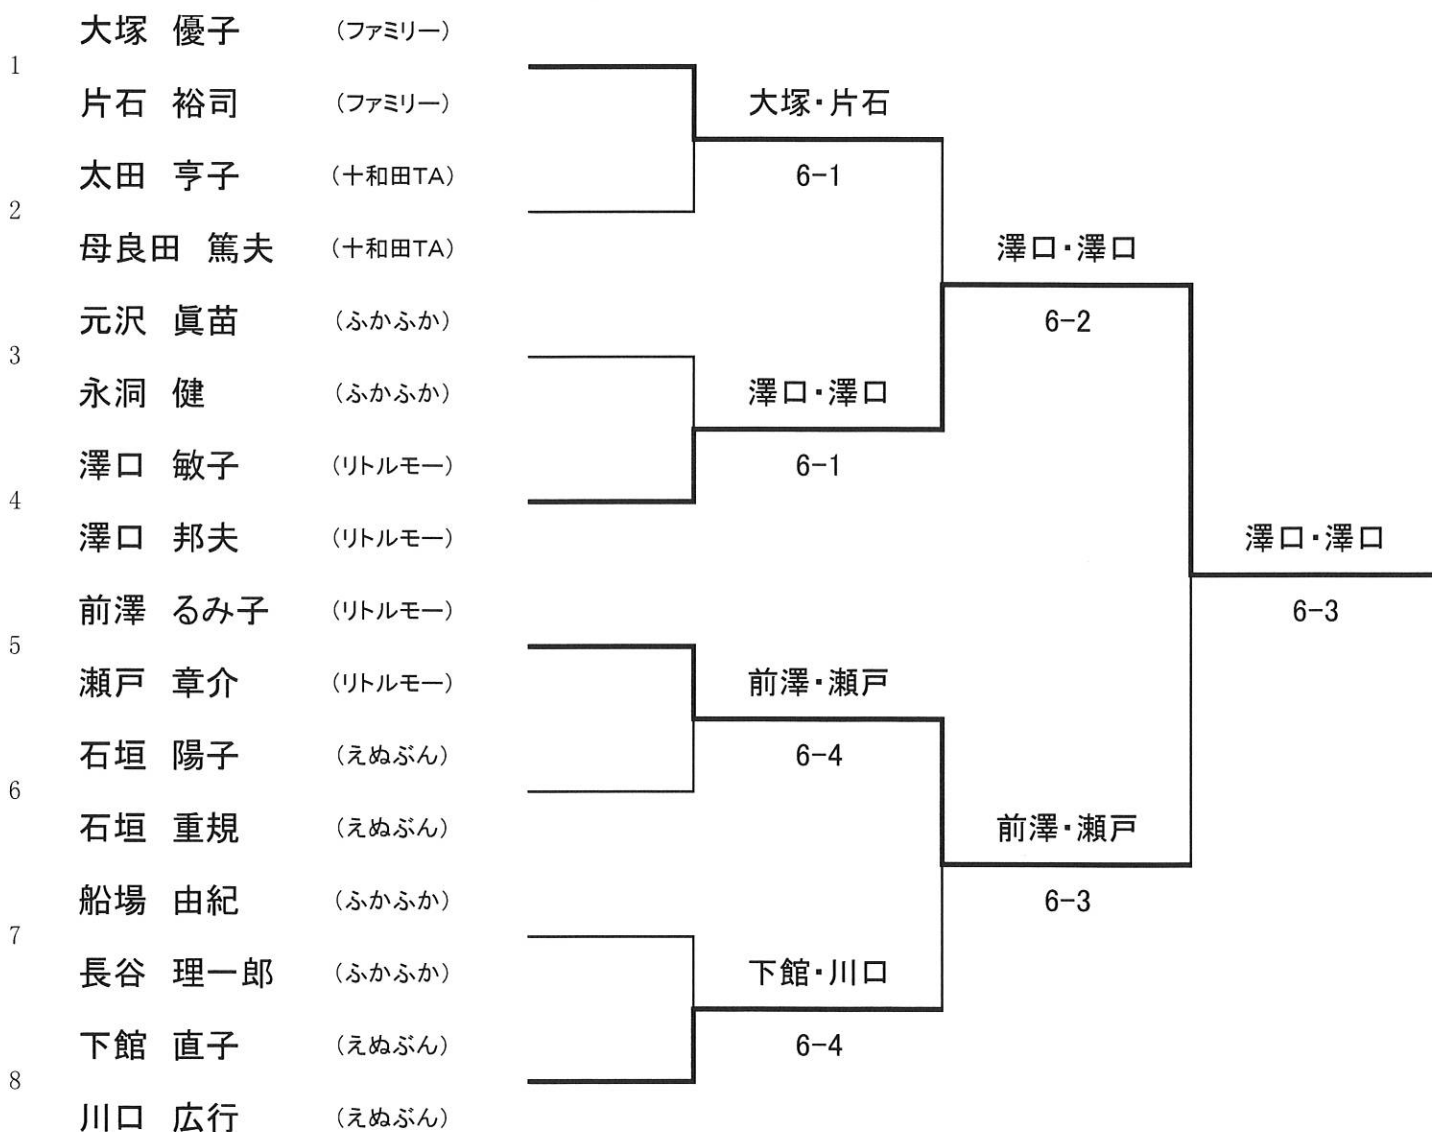 大塚 優子 (ファミリー)
1
片石 裕司 (ファミリー) 大塚・片石
太田 亨子 (十和田TA) 6-1
2
母良田 篤夫 (十和田TA) 澤口・澤口
元沢 眞苗 (ふかふか) 6-2
3
永洞 健 (ふかふか) 澤口・澤口
澤口 敏子 (リトルモー) 6-1
4
澤口 邦夫 (リトルモー) 澤口・澤口
前澤 るみ子 (リトルモー) 6-3
5
瀬戸 章介 (リトルモー) 前澤・瀬戸
石垣 陽子 (えぬぶん) 6-4
6
石垣 重規 (えぬぶん) 前澤・瀬戸
船場 由紀 (ふかふか) 6-3
7
長谷 理一郎 (ふかふか) 下館・川口
下館 直子 (えぬぶん) 6-4
8
川口 広行 (えぬぶん)